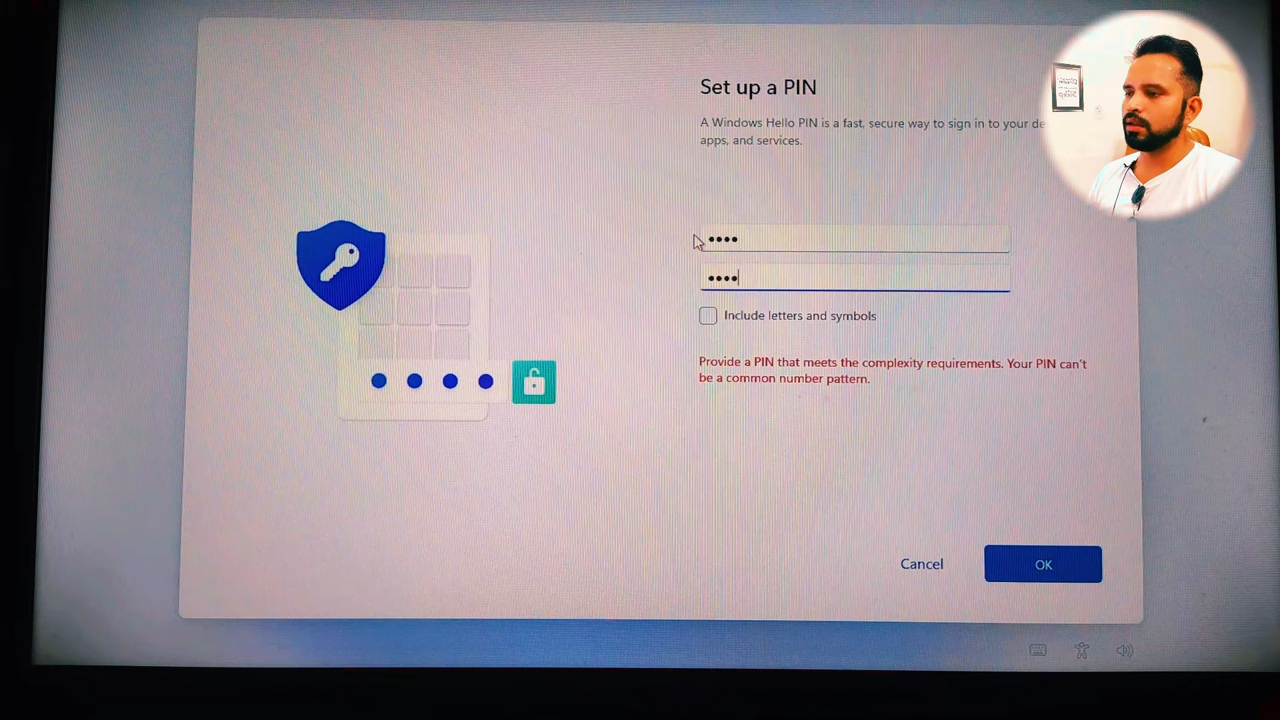 Set up a PIN
A Windows Hello PIN is a fast, secure way to sign in to your de
apps, and services.
Include letters and symbols
Provide a PIN that meets the complexity requirements. Your PIN can't
be a common number pattern.
Cancel
OK